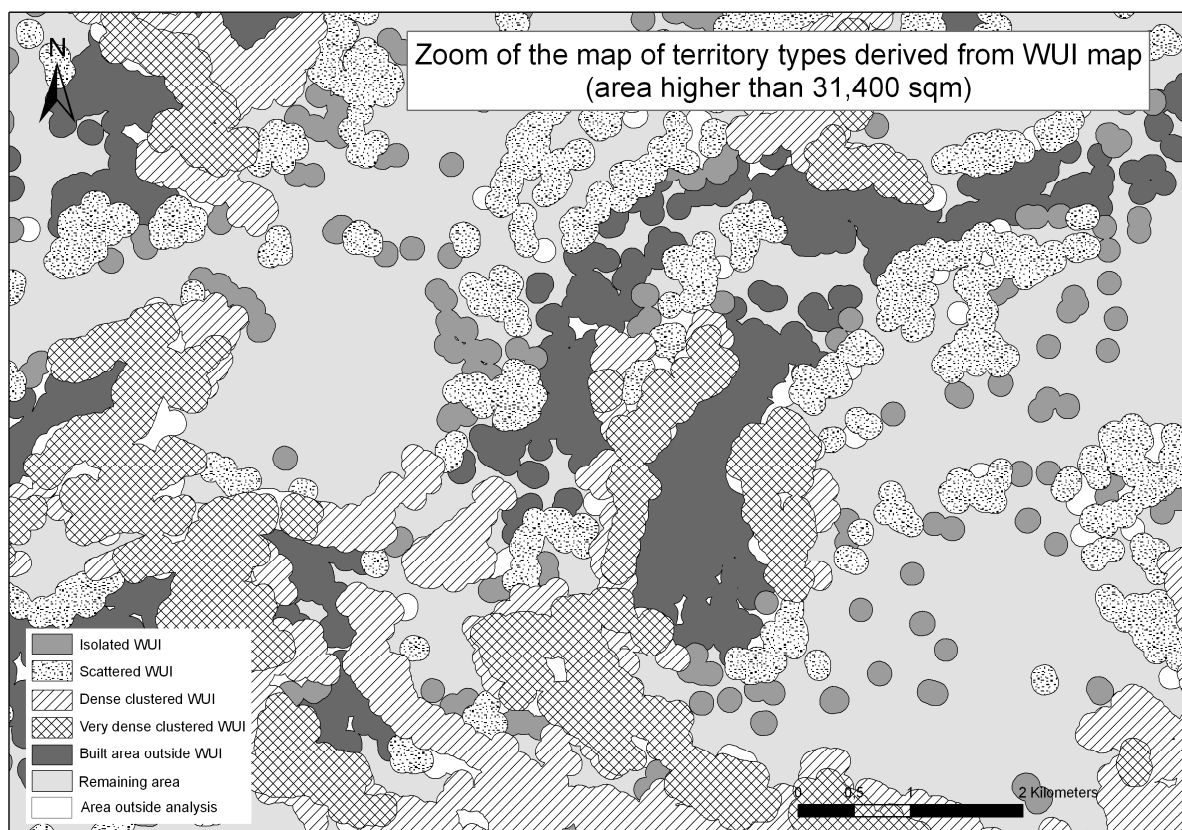 N
Zoom of the map of territory types derived from WUI map
(area higher than 31,400 sqm)
Isolated WUI
Scattered WUI
Dense clustered WUI
Very dense clustered WUI
Built area outside WUI
Remaining area
Area outside analysis
0 0.5 1 2 Kilometers